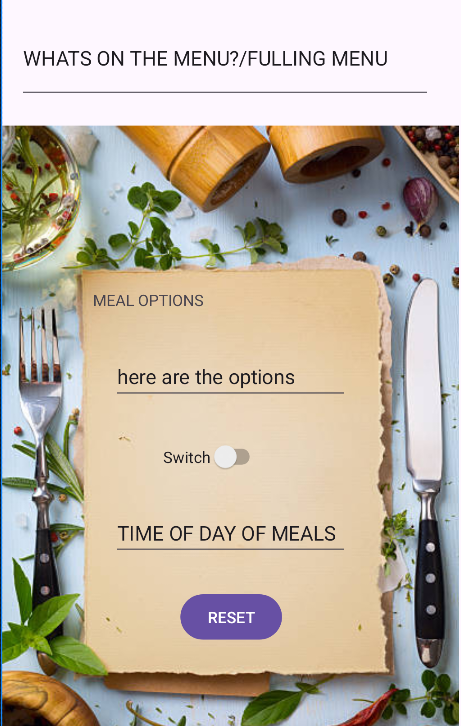 WHATS ON THE MENU?/FULLING MENU
MEAL OPTIONS
here are the options
Switch
TIME OF DAY OF MEALS
RESET